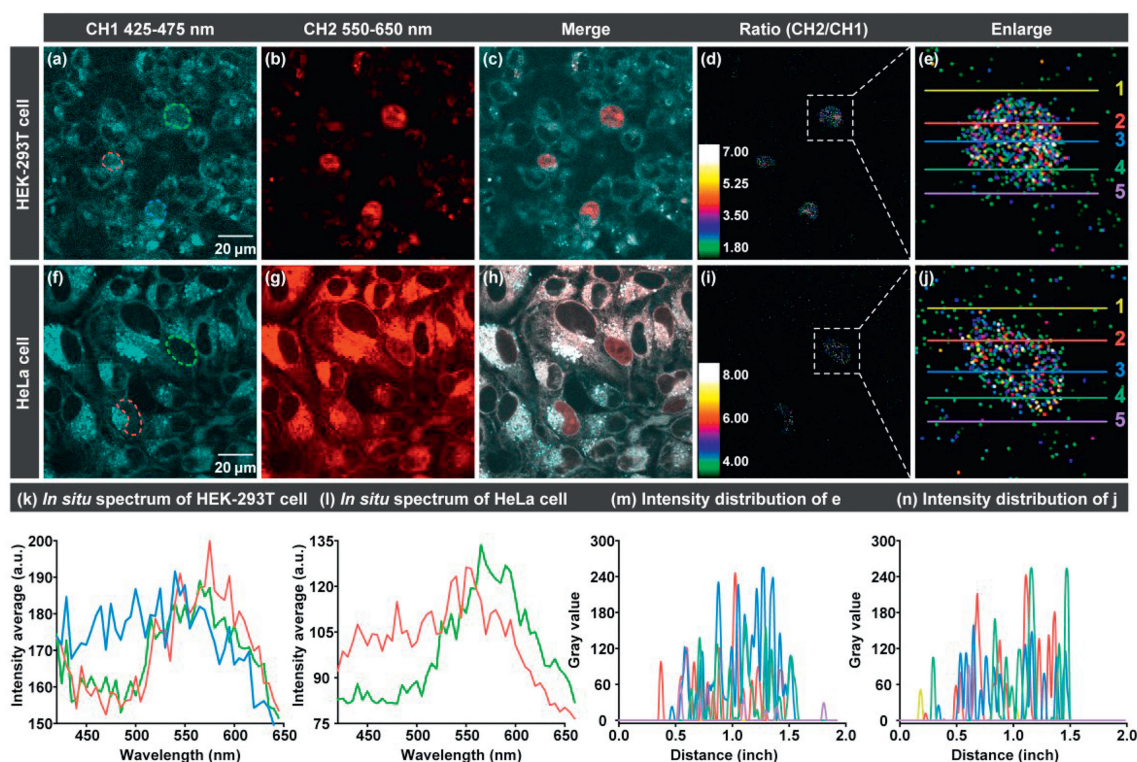 CH1 425-475 nm CH2 550-650 nm Merge Ratio (CH2/CH1) Enlarge
HEK-293T cell
(a) (b) (c) (d) (e)
1
2
3
4
5
7.00
5.25
3.50
1.80
20 μm 20 μm
HeLa cell
(f) (g) (h) (i) (j)
1
2
3
4
5
8.00
6.00
4.00
20 μm 20 μm
(k) In situ spectrum of HEK-293T cell (l) In situ spectrum of HeLa cell (m) Intensity distribution of e (n) Intensity distribution of j
Intensity average (a.u.)
200
190
180
170
160
150
450 500 550 600 650
Wavelength (nm)
Intensity average (a.u.)
135
120
105
90
75
450 500 550 600 650
Wavelength (nm)
Gray value
300
240
180
120
60
0
0.0 0.5 1.0 1.5 2.0
Distance (inch)
Gray value
300
240
180
120
60
0
0.0 0.5 1.0 1.5 2.0
Distance (inch)